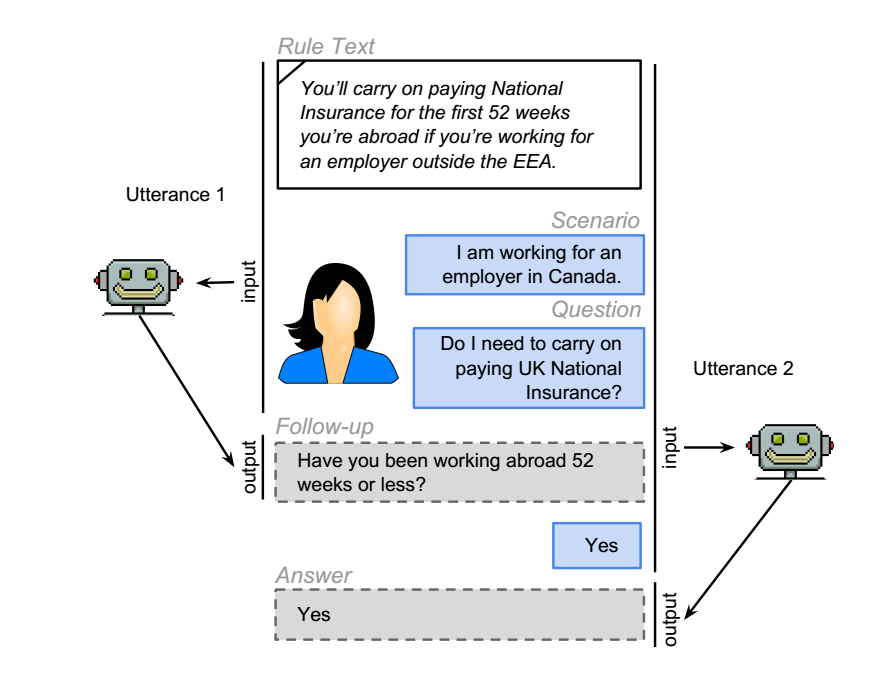 Rule Text
You'll carry on paying National
Insurance for the first 52 weeks
you're abroad if you're working for
an employer outside the EEA.
Utterance 1
Scenario
I am working for an
employer in Canada.
input
Question
Do I need to carry on
paying UK National
Insurance?
Utterance 2
Follow-up
Have you been working abroad 52
weeks or less?
output
input
Yes
Answer
Yes
output